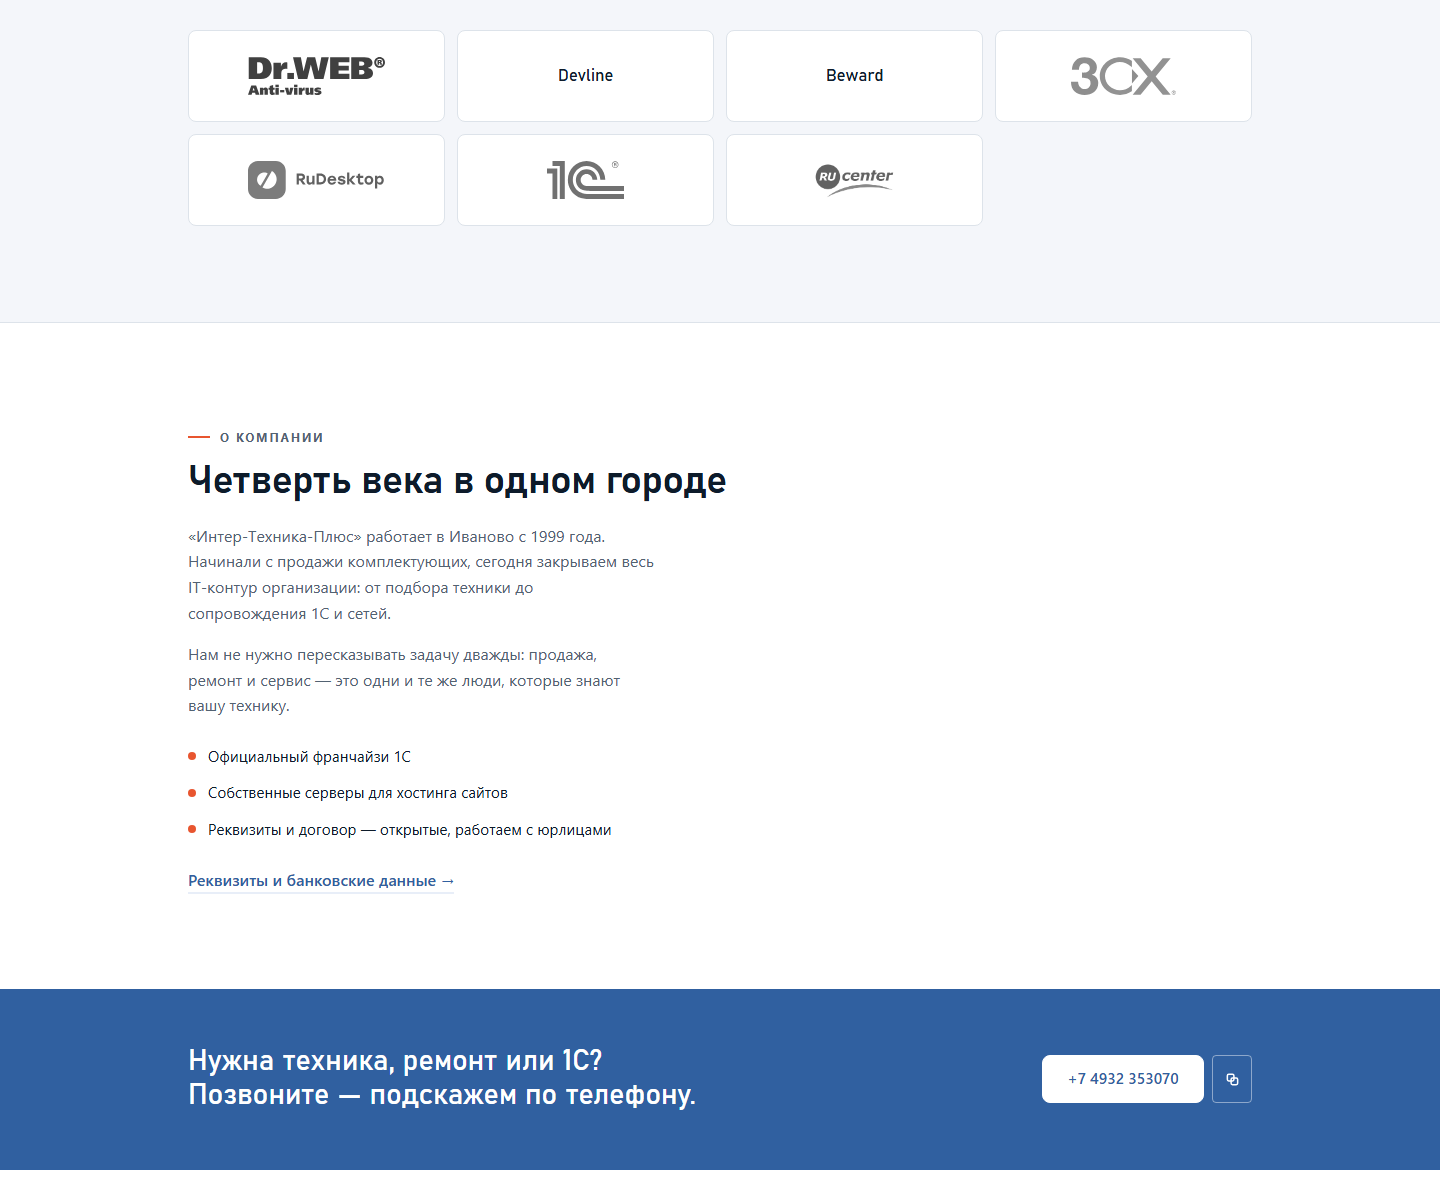 Dr.WEB®
Anti-virus
Devline
Beward
3CX®
RuDesktop
1C®
RU center
О КОМПАНИИ
Четверть века в одном городе
«Интер-Техника-Плюс» работает в Иваново с 1999 года.
Начинали с продажи комплектующих, сегодня закрываем весь
IT-контур организации: от подбора техники до
сопровождения 1С и сетей.
Нам не нужно пересказывать задачу дважды: продажа,
ремонт и сервис — это одни и те же люди, которые знают
вашу технику.
Официальный франчайзи 1С
Собственные серверы для хостинга сайтов
Реквизиты и договор — открытые, работаем с юрлицами
Реквизиты и банковские данные →
Нужна техника, ремонт или 1С?
Позвоните — подскажем по телефону.
+7 4932 353070